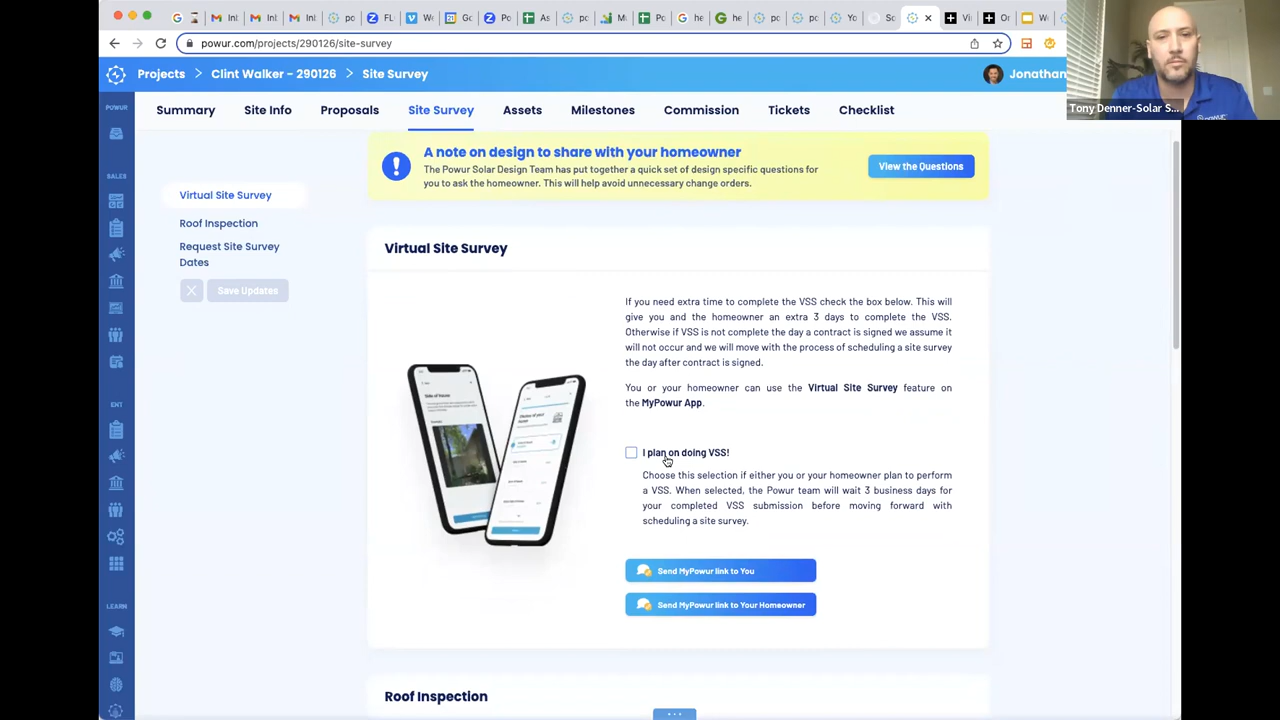 powur.com/projects/290126/site-survey
Projects > Clint Walker - 290126 > Site Survey
Jonathan
Tony Denner-Solar S...
POWUR
Summary
Site Info
Proposals
Site Survey
Assets
Milestones
Commission
Tickets
Checklist
SALES
ENT
LEARN
Virtual Site Survey
Roof Inspection
Request Site Survey
Dates
Save Updates
A note on design to share with your homeowner
The Powur Solar Design Team has put together a quick set of design specific questions for
you to ask the homeowner. This will help avoid unnecessary change orders.
View the Questions
Virtual Site Survey
If you need extra time to complete the VSS check the box below. This will
give you and the homeowner an extra 3 days to complete the VSS.
Otherwise if VSS is not complete the day a contract is signed we assume it
will not occur and we will move with the process of scheduling a site survey
the day after contract is signed.
You or your homeowner can use the Virtual Site Survey feature on
the MyPowur App.
I plan on doing VSS!
Choose this selection if either you or your homeowner plan to perform
a VSS. When selected, the Powur team will wait 3 business days for
your completed VSS submission before moving forward with
scheduling a site survey.
Send MyPowur link to You
Send MyPowur link to Your Homeowner
Roof Inspection